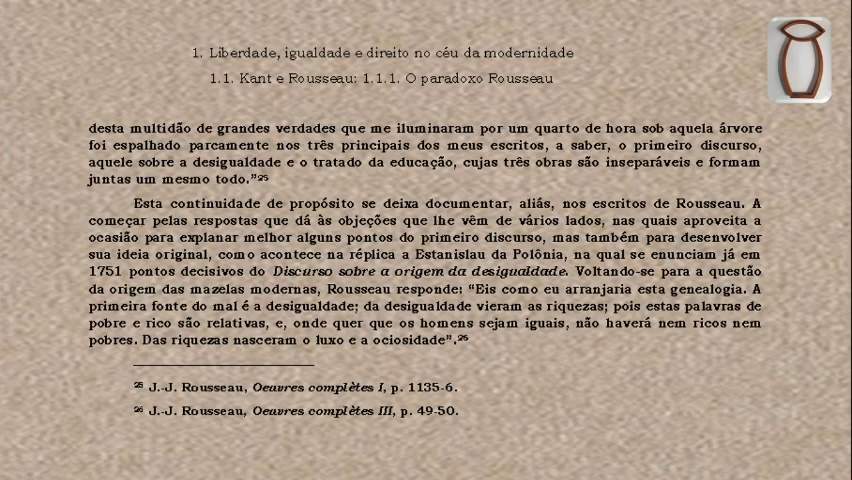 1. Liberdade, igualdade e direito no céu da modernidade
1.1. Kant e Rousseau: 1.1.1. O paradoxo Rousseau
desta multidão de grandes verdades que me iluminaram por um quarto de hora sob aquela árvore
foi espalhado parcamente nos três principais dos meus escritos, a saber, o primeiro discurso,
aquele sobre a desigualdade e o tratado da educação, cujas três obras são inseparáveis e formam
juntas um mesmo todo.”²⁵
Esta continuidade de propósito se deixa documentar, aliás, nos escritos de Rousseau. A
começar pelas respostas que dá às objeções que lhe vêm de vários lados, nas quais aproveita a
ocasião para explanar melhor alguns pontos do primeiro discurso, mas também para desenvolver
sua ideia original, como acontece na réplica a Estanislau da Polônia, na qual se enunciam já em
1751 pontos decisivos do Discurso sobre a origem da desigualdade. Voltando-se para a questão
da origem das mazelas modernas, Rousseau responde: “Eis como eu arranjaria esta genealogia. A
primeira fonte do mal é a desigualdade; da desigualdade vieram as riquezas; pois estas palavras de
pobre e rico são relativas, e, onde quer que os homens sejam iguais, não haverá nem ricos nem
pobres. Das riquezas nasceram o luxo e a ociosidade”.²⁶
²⁵ J.-J. Rousseau, Oeuvres complètes I, p. 1135-6.
²⁶ J.-J. Rousseau, Oeuvres complètes III, p. 49-50.